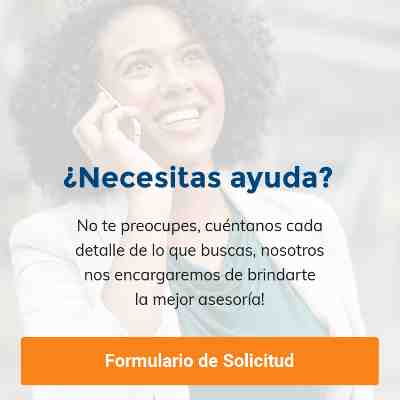 ¿Necesitas ayuda?
No te preocupes, cuéntanos cada
detalle de lo que buscas, nosotros
nos encargaremos de brindarte
la mejor asesoría!
Formulario de Solicitud